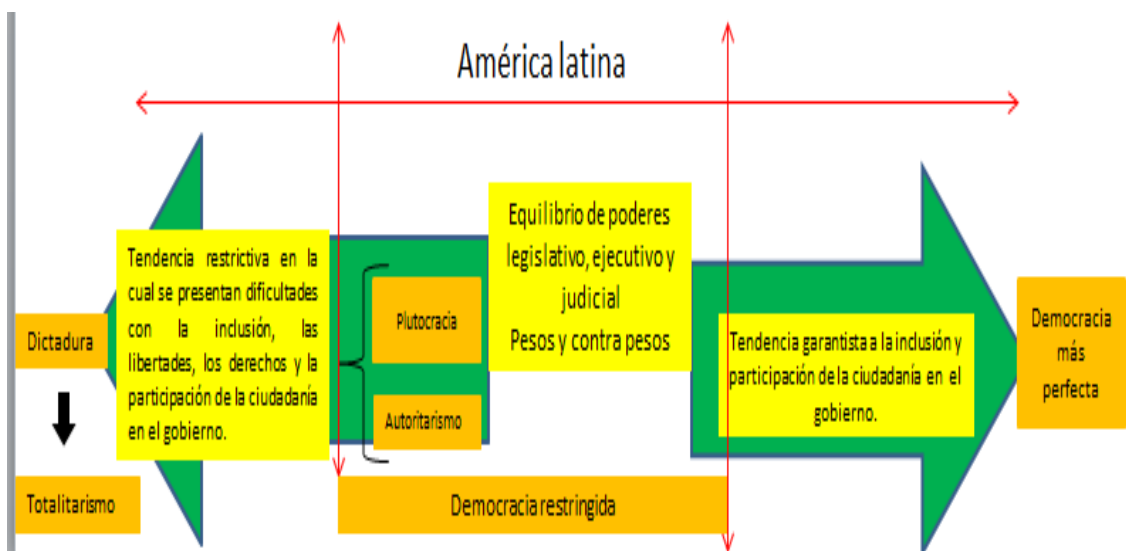 América latina
Tendencia restrictiva en la
cual se presentan dificultades
con la inclusión, las
libertades, los derechos y la
participación de la ciudadanía
en el gobierno.
Dictadura
Totalitarismo
Plutocracia
Autoritarismo
Equilibrio de poderes
legislativo, ejecutivo y
judicial
Pesos y contra pesos
Democracia restringida
Tendencia garantista a la inclusión y
participación de la ciudadanía en el
gobierno.
Democracia
más
perfecta